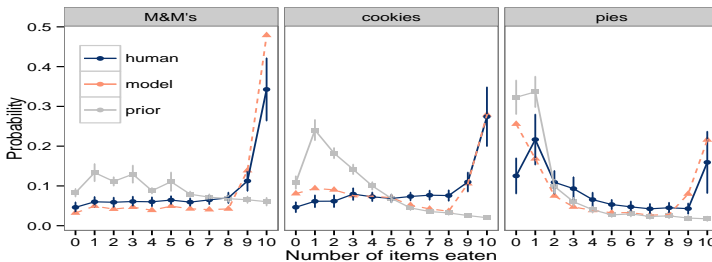 M&M's cookies pies
0.5
0.4
0.3
0.2
0.1
0.0
Probability
human
model
prior
0 1 2 3 4 5 6 7 8 9 10 0 1 2 3 4 5 6 7 8 9 10 0 1 2 3 4 5 6 7 8 9 10
Number of items eaten